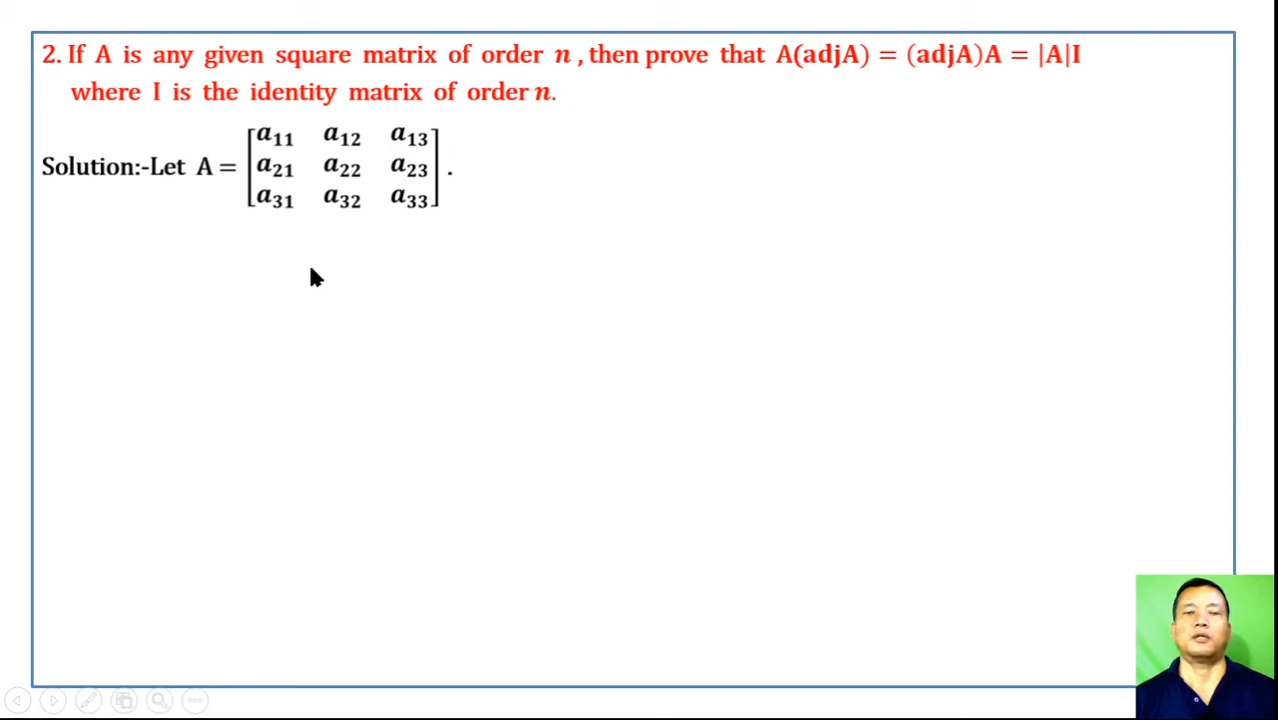 2. If A is any given square matrix of order n , then prove that A(adjA) = (adjA)A = |A|I
where I is the identity matrix of order n.
Solution:-Let A = [a₁₁ a₁₂ a₁₃
a₂₁ a₂₂ a₂₃
a₃₁ a₃₂ a₃₃] .